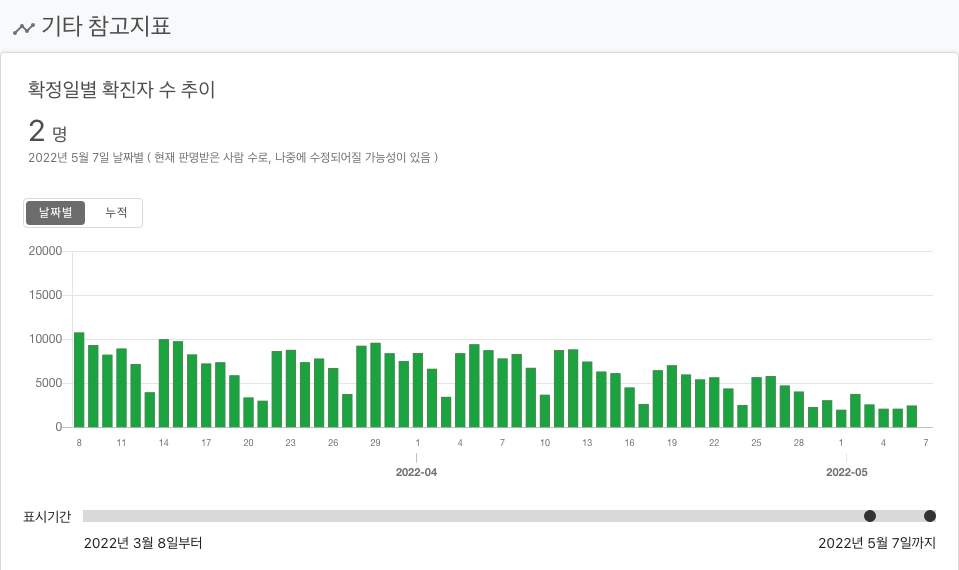 기타 참고지표
확정일별 확진자 수 추이
2 명
2022년 5월 7일 날짜별 ( 현재 판명받은 사람 수로, 나중에 수정되어질 가능성이 있음 )
날짜별 누적
20000
15000
10000
5000
0
8 11 14 17 20 23 26 29 1 4 7 10 13 16 19 22 25 28 1 4 7
2022-04 2022-05
표시기간
2022년 3월 8일부터 2022년 5월 7일까지